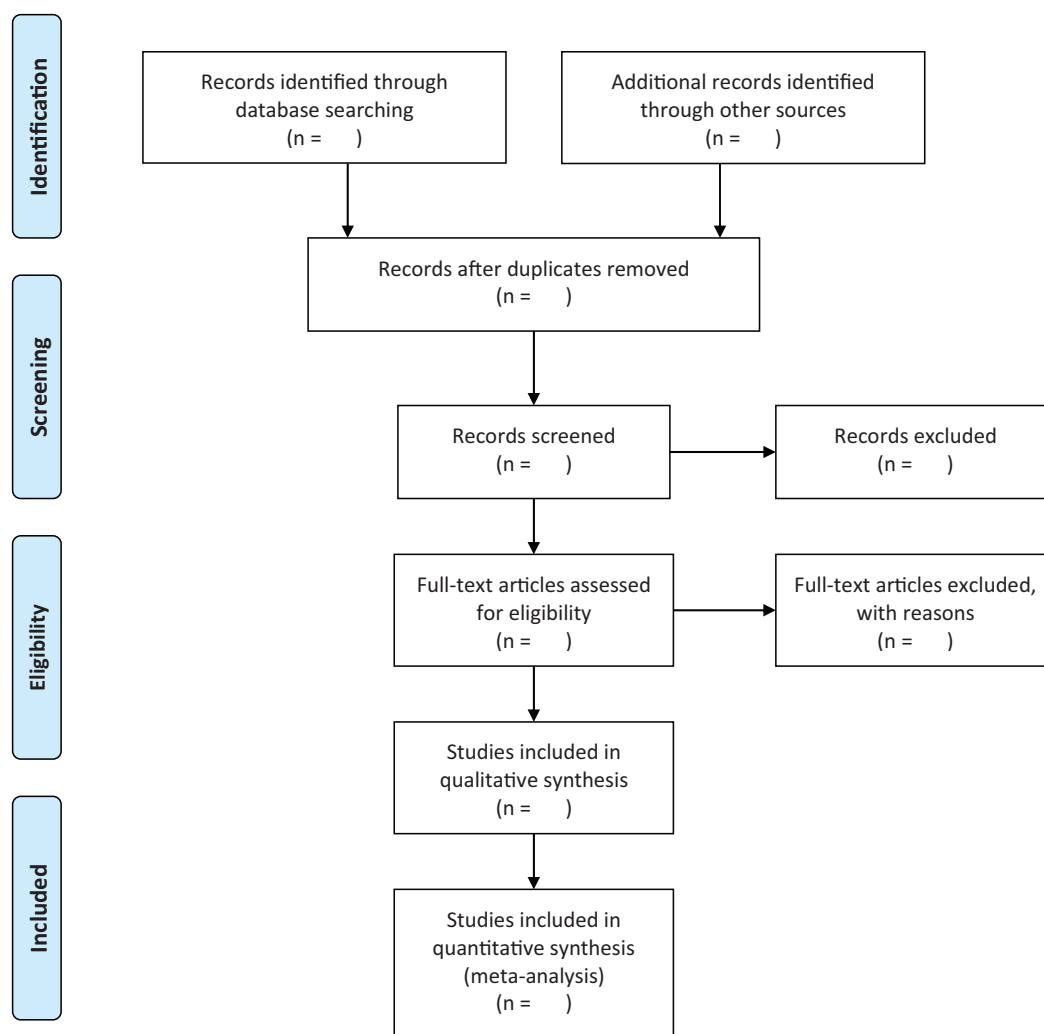 Identification
Records identified through
database searching
(n = )
Additional records identified
through other sources
(n = )
Records after duplicates removed
(n = )
Screening
Records screened
(n = )
Records excluded
(n = )
Eligibility
Full-text articles assessed
for eligibility
(n = )
Full-text articles excluded,
with reasons
(n = )
Studies included in
qualitative synthesis
(n = )
Included
Studies included in
quantitative synthesis
(meta-analysis)
(n = )